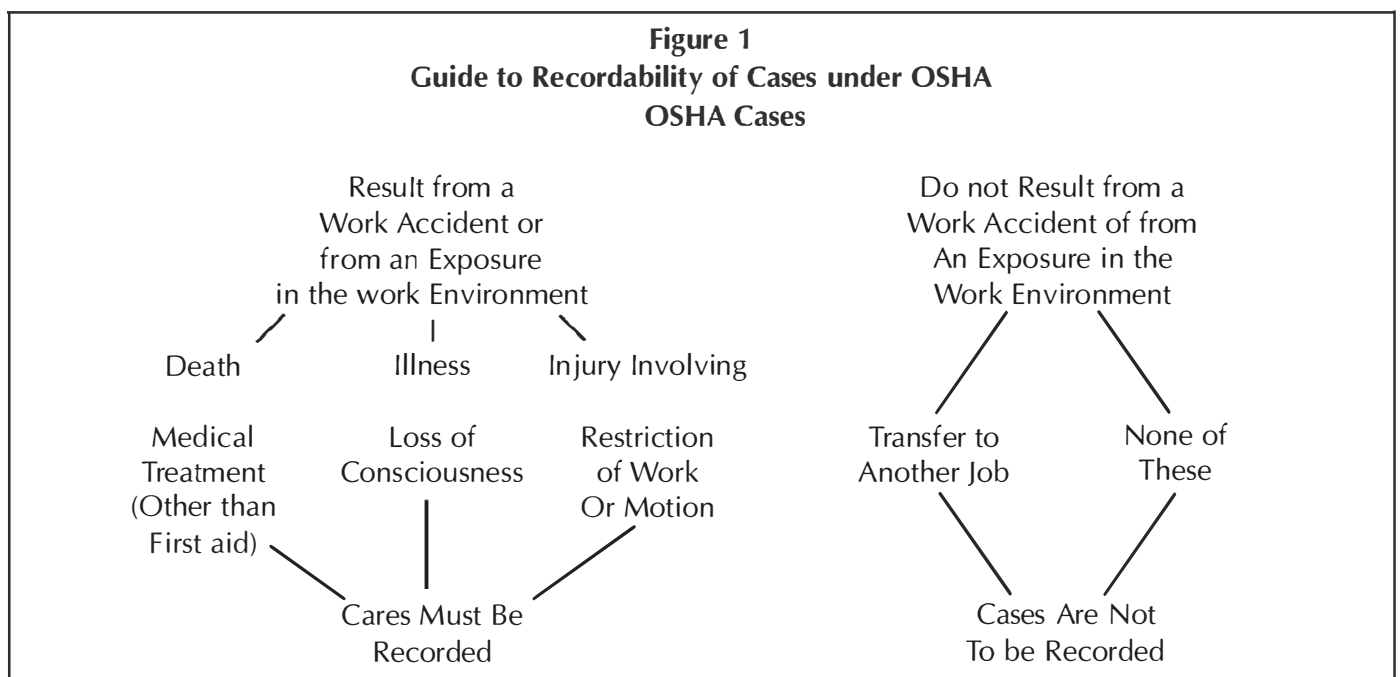 Figure 1
Guide to Recordability of Cases under OSHA
OSHA Cases
Result from a
Work Accident or
from an Exposure
in the work Environment
Do not Result from a
Work Accident of from
An Exposure in the
Work Environment
Death
Illness
Injury Involving
Medical
Treatment
(Other than
First aid)
Loss of
Consciousness
Restriction
of Work
Or Motion
Transfer to
Another Job
None of
These
Cares Must Be
Recorded
Cases Are Not
To be Recorded